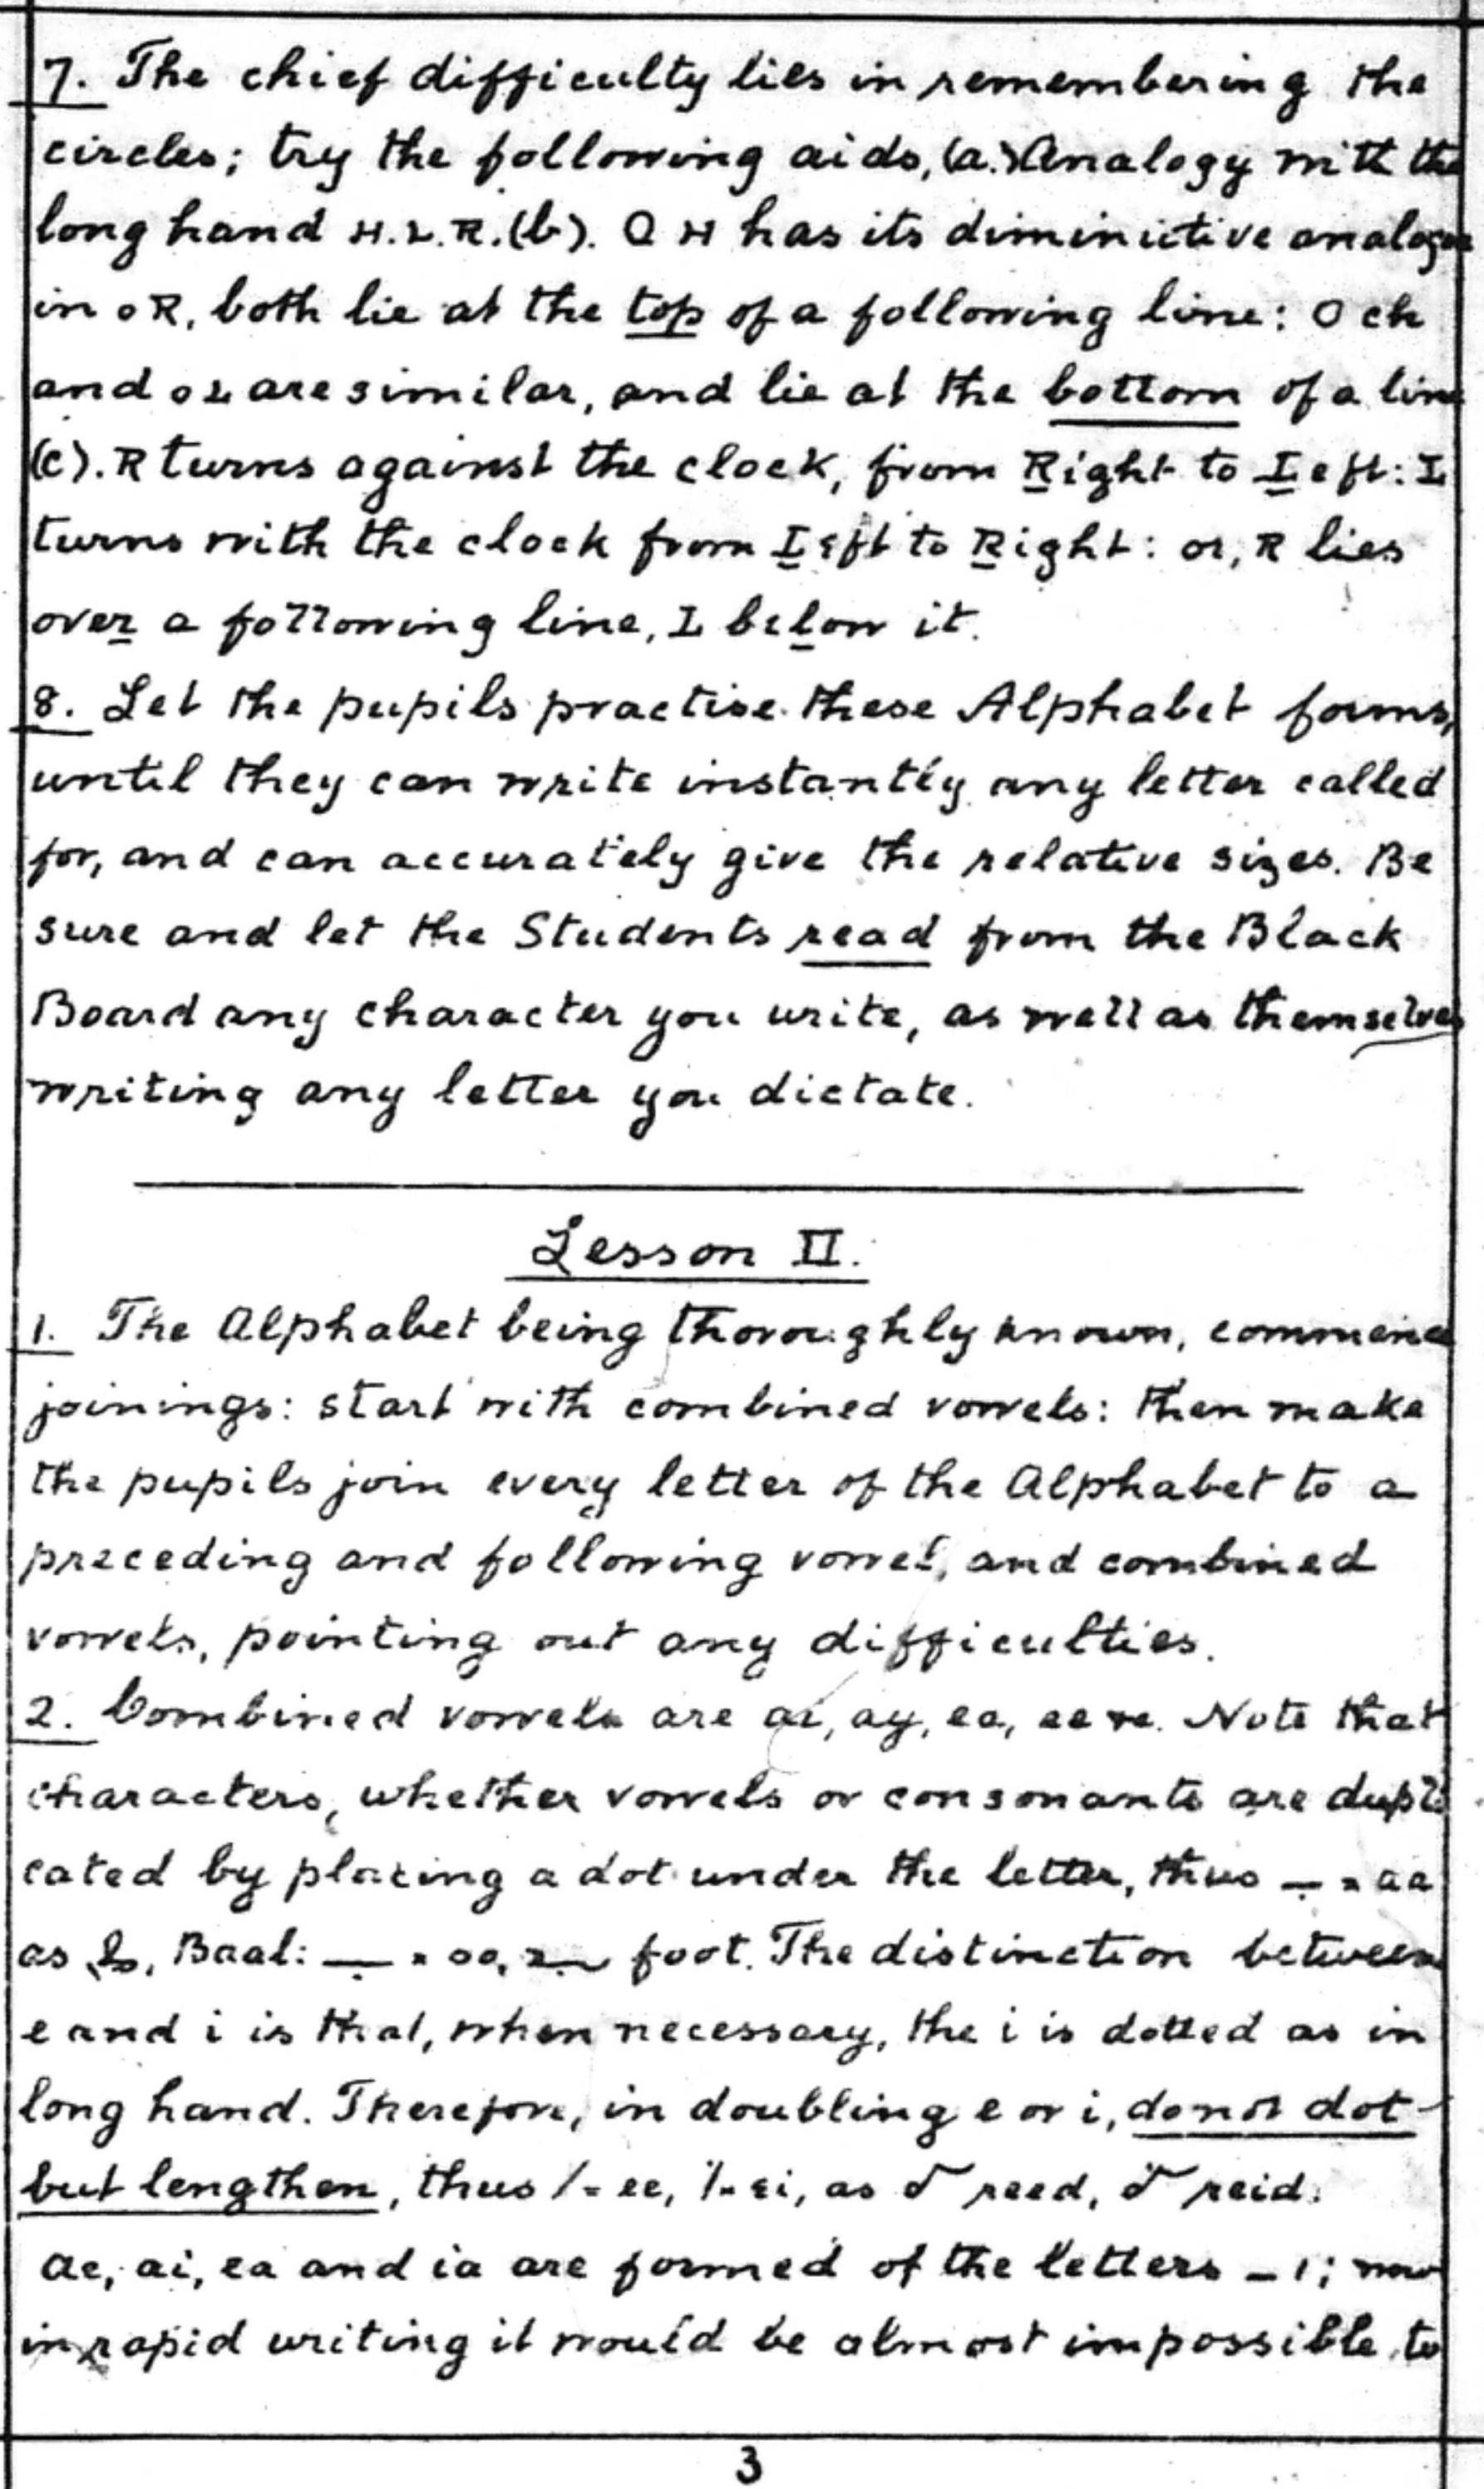 7. The chief difficulty lies in remembering the
circles; try the following aids, (a.) Analogy with the
long hand H. L. R. (b). O H has its diminictive analogue
in o R, both lie at the top of a following line: O ch
and o L are similar, and lie at the bottom of a line
(c). R turns against the clock, from Right to Left: L
turns with the clock from Left to Right: or, R lies
over a following line, L below it.
8. Let the pupils practise these Alphabet forms,
until they can write instantly any letter called
for, and can accurately give the relative sizes. Be
sure and let the Students read from the Black
Board any character you write, as well as themselves
writing any letter you dictate.
Lesson II.
1. The Alphabet being thoroughly known, commence
joinings: start with combined vowels: then make
the pupils join every letter of the Alphabet to a
preceding and following vowel, and combined
vowels, pointing out any difficulties.
2. Combined vowels are ai, ay, ea, ee &c. Note that
characters, whether vowels or consonants are dupli
cated by placing a dot under the letter, thus = aa
as Baal: = oo, foot. The distinction between
e and i is that, when necessary, the i is dotted as in
long hand. Therefore, in doubling e or i, do not dot
but lengthen, thus / = ee, = ei, as reed, reid.
ae, ai, ea and ia are formed of the letters – ı; now
in rapid writing it would be almost impossible to
3